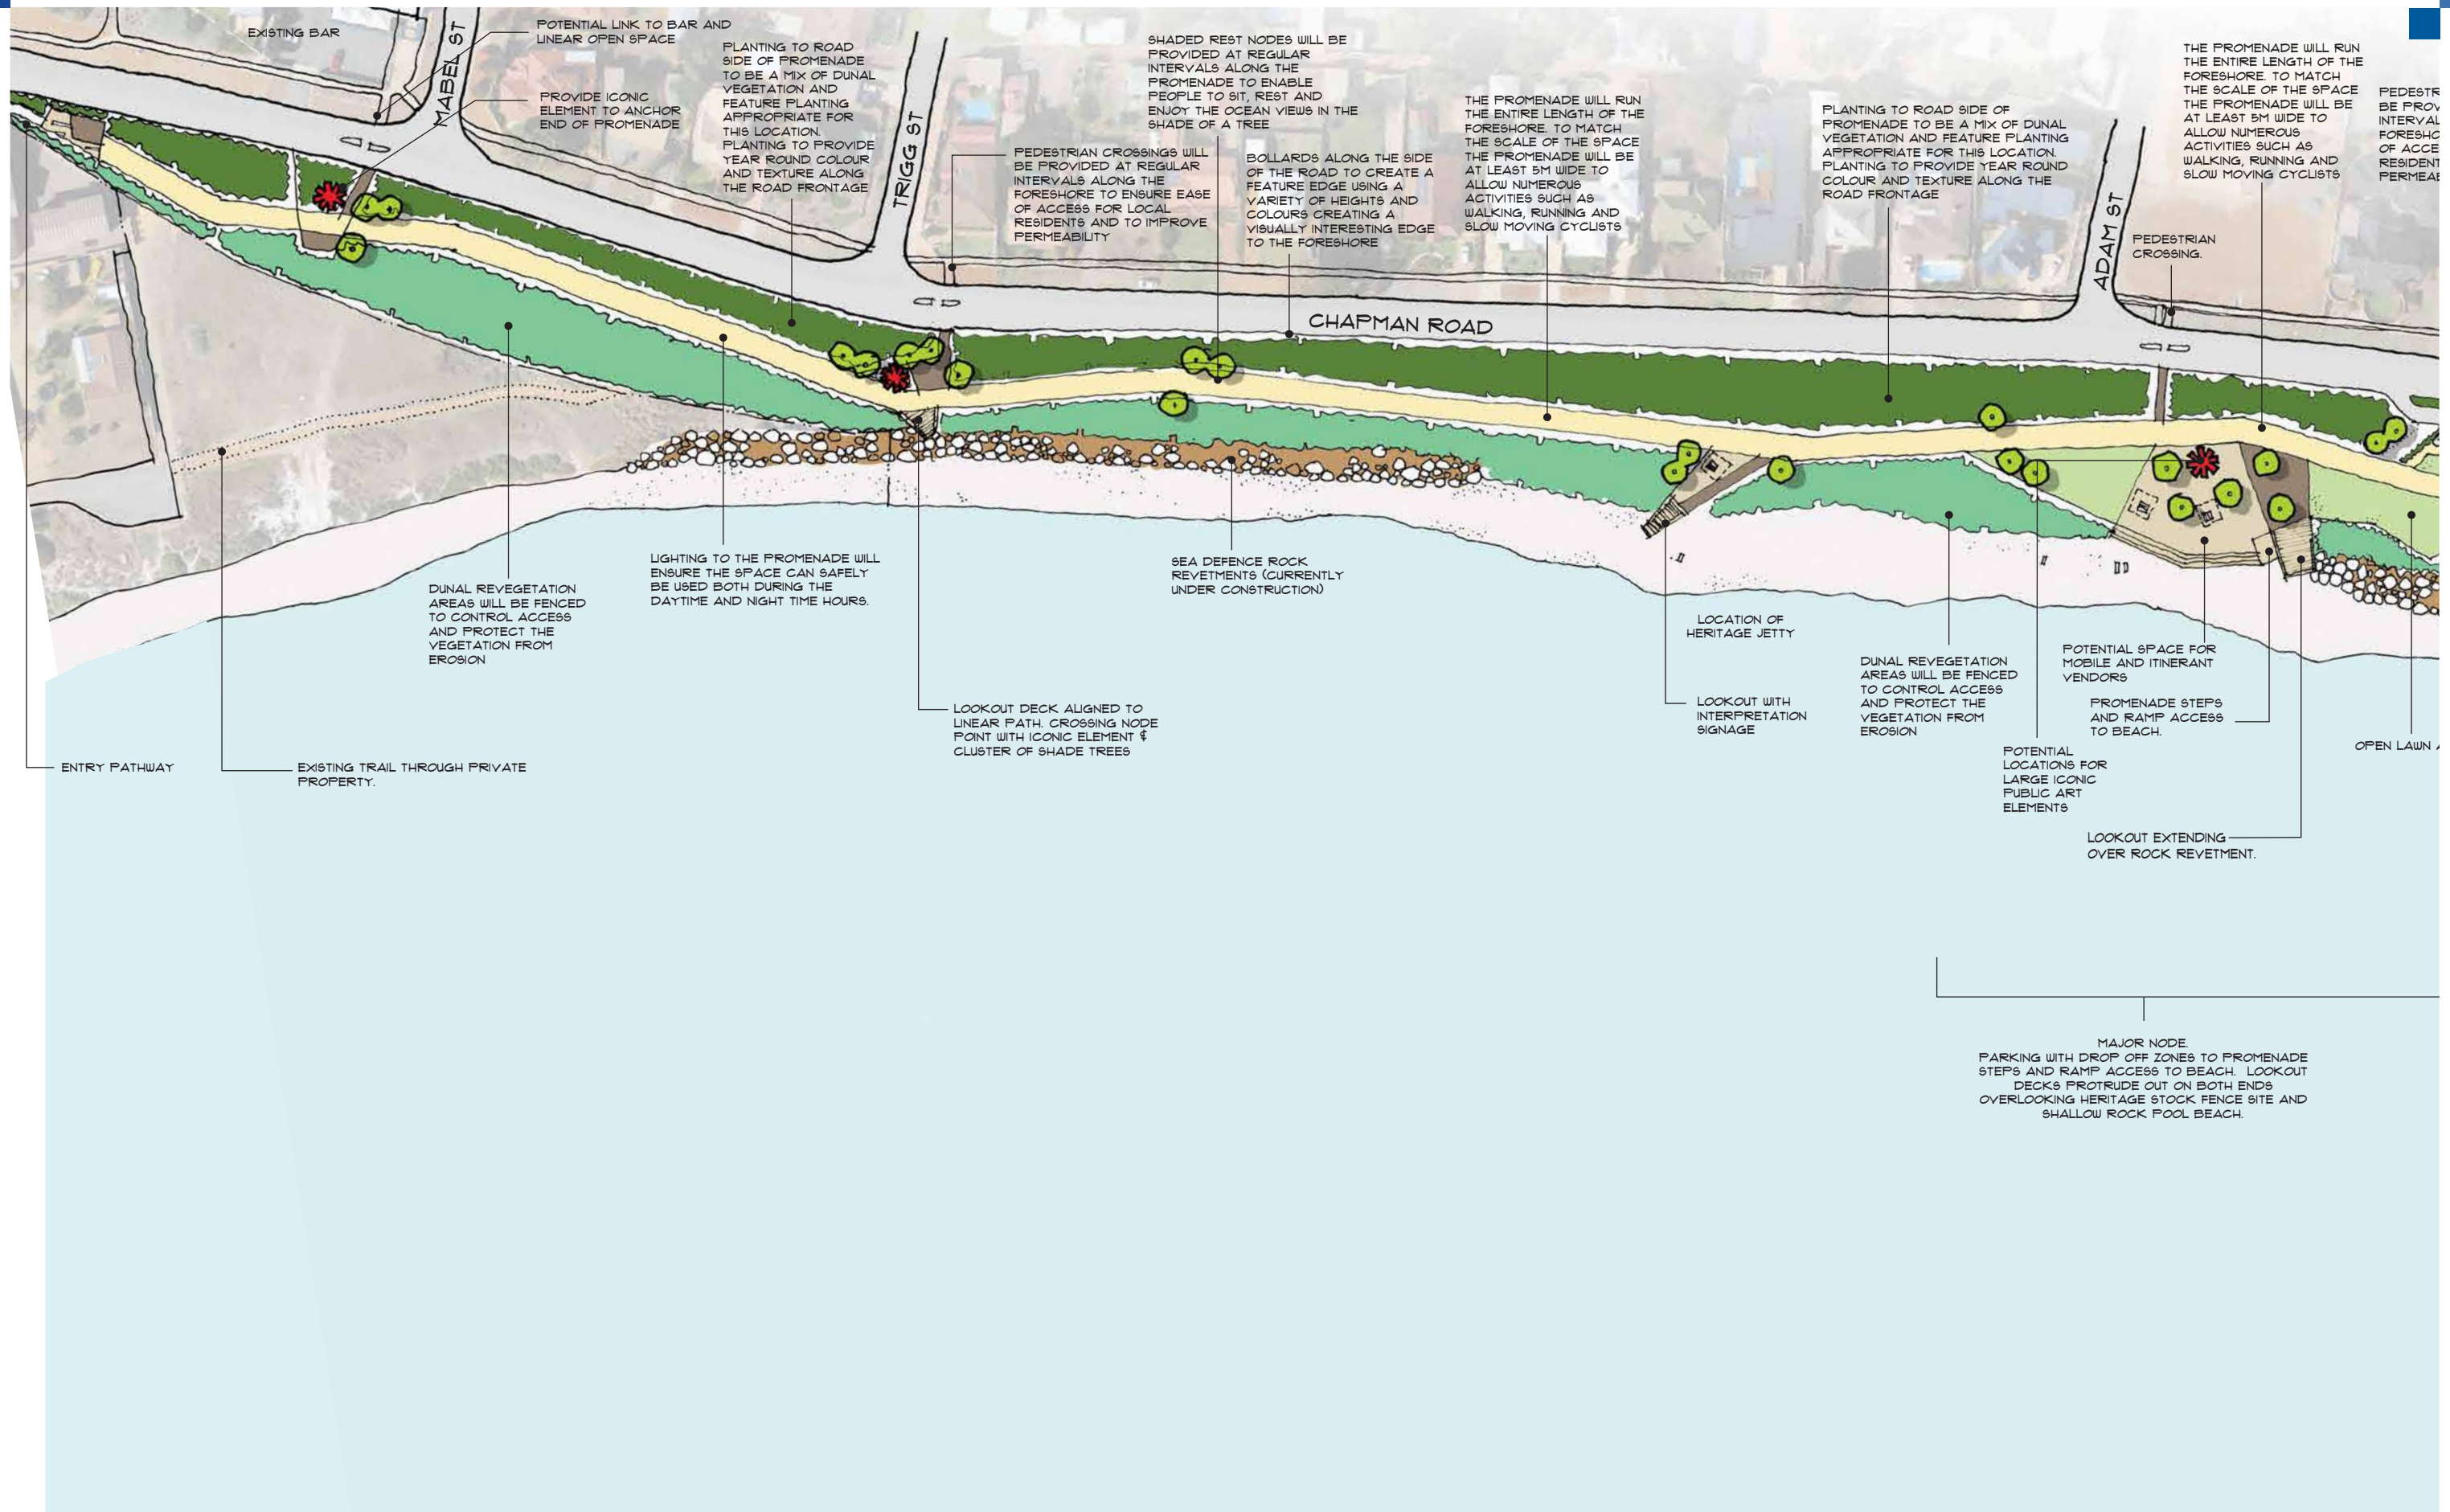 EXISTING BAR
POTENTIAL LINK TO BAR AND
LINEAR OPEN SPACE
MABEL ST
PROVIDE ICONIC
ELEMENT TO ANCHOR
END OF PROMENADE
PLANTING TO ROAD
SIDE OF PROMENADE
TO BE A MIX OF DUNAL
VEGETATION AND
FEATURE PLANTING
APPROPRIATE FOR
THIS LOCATION.
PLANTING TO PROVIDE
YEAR ROUND COLOUR
AND TEXTURE ALONG
THE ROAD FRONTAGE
TRIGG ST
PEDESTRIAN CROSSINGS WILL
BE PROVIDED AT REGULAR
INTERVALS ALONG THE
FORESHORE TO ENSURE EASE
OF ACCESS FOR LOCAL
RESIDENTS AND TO IMPROVE
PERMEABILITY
SHADED REST NODES WILL BE
PROVIDED AT REGULAR
INTERVALS ALONG THE
PROMENADE TO ENABLE
PEOPLE TO SIT, REST AND
ENJOY THE OCEAN VIEWS IN THE
SHADE OF A TREE
BOLLARDS ALONG THE SIDE
OF THE ROAD TO CREATE A
FEATURE EDGE USING A
VARIETY OF HEIGHTS AND
COLOURS CREATING A
VISUALLY INTERESTING EDGE
TO THE FORESHORE
THE PROMENADE WILL RUN
THE ENTIRE LENGTH OF THE
FORESHORE. TO MATCH
THE SCALE OF THE SPACE
THE PROMENADE WILL BE
AT LEAST 5M WIDE TO
ALLOW NUMEROUS
ACTIVITIES SUCH AS
WALKING, RUNNING AND
SLOW MOVING CYCLISTS
PLANTING TO ROAD SIDE OF
PROMENADE TO BE A MIX OF DUNAL
VEGETATION AND FEATURE PLANTING
APPROPRIATE FOR THIS LOCATION.
PLANTING TO PROVIDE YEAR ROUND
COLOUR AND TEXTURE ALONG THE
ROAD FRONTAGE
ADAM ST
THE PROMENADE WILL RUN
THE ENTIRE LENGTH OF THE
FORESHORE. TO MATCH
THE SCALE OF THE SPACE
THE PROMENADE WILL BE
AT LEAST 5M WIDE TO
ALLOW NUMEROUS
ACTIVITIES SUCH AS
WALKING, RUNNING AND
SLOW MOVING CYCLISTS
PEDESTR
BE PROV
INTERVAL
FORESHO
OF ACCE
RESIDENT
PERMEAB
PEDESTRIAN
CROSSING.
CHAPMAN ROAD
DUNAL REVEGETATION
AREAS WILL BE FENCED
TO CONTROL ACCESS
AND PROTECT THE
VEGETATION FROM
EROSION
LIGHTING TO THE PROMENADE WILL
ENSURE THE SPACE CAN SAFELY
BE USED BOTH DURING THE
DAYTIME AND NIGHT TIME HOURS.
SEA DEFENCE ROCK
REVETMENTS (CURRENTLY
UNDER CONSTRUCTION)
LOCATION OF
HERITAGE JETTY
LOOKOUT WITH
INTERPRETATION
SIGNAGE
DUNAL REVEGETATION
AREAS WILL BE FENCED
TO CONTROL ACCESS
AND PROTECT THE
VEGETATION FROM
EROSION
POTENTIAL SPACE FOR
MOBILE AND ITINERANT
VENDORS
PROMENADE STEPS
AND RAMP ACCESS
TO BEACH.
OPEN LAWN
POTENTIAL
LOCATIONS FOR
LARGE ICONIC
PUBLIC ART
ELEMENTS
LOOKOUT EXTENDING
OVER ROCK REVETMENT.
LOOKOUT DECK ALIGNED TO
LINEAR PATH. CROSSING NODE
POINT WITH ICONIC ELEMENT &
CLUSTER OF SHADE TREES
ENTRY PATHWAY
EXISTING TRAIL THROUGH PRIVATE
PROPERTY.
MAJOR NODE.
PARKING WITH DROP OFF ZONES TO PROMENADE
STEPS AND RAMP ACCESS TO BEACH. LOOKOUT
DECKS PROTRUDE OUT ON BOTH ENDS
OVERLOOKING HERITAGE STOCK FENCE SITE AND
SHALLOW ROCK POOL BEACH.